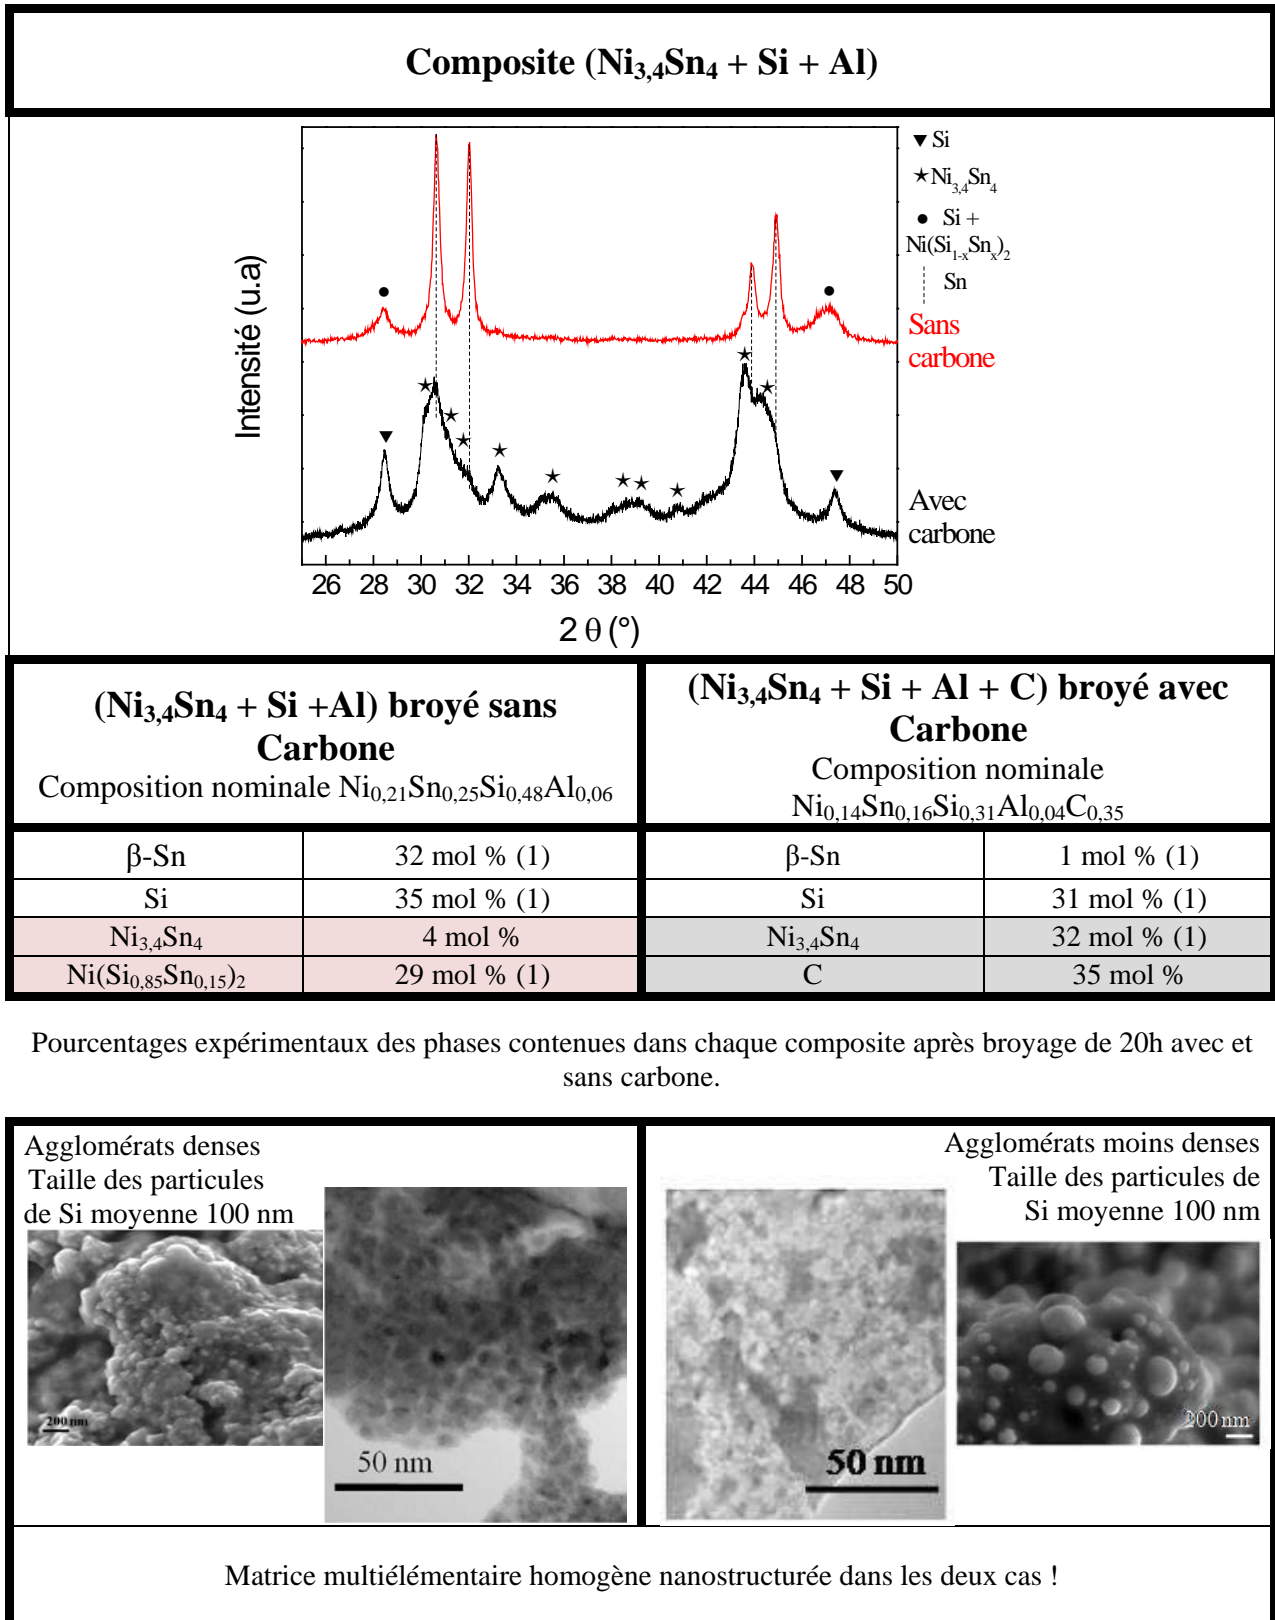 Composite (Ni3,4Sn4 + Si + Al)
Si
Ni3,4Sn4
Si +
Ni(Si1-xSnx)2
Sn
Sans
carbone
Avec
carbone
Intensité (u.a)
26 28 30 32 34 36 38 40 42 44 46 48 50
2 θ (°)
(Ni3,4Sn4 + Si +Al) broyé sans
Carbone
Composition nominale Ni0,21Sn0,25Si0,48Al0,06
(Ni3,4Sn4 + Si + Al + C) broyé avec
Carbone
Composition nominale
Ni0,14Sn0,16Si0,31Al0,04C0,35
β-Sn 32 mol % (1) β-Sn 1 mol % (1)
Si 35 mol % (1) Si 31 mol % (1)
Ni3,4Sn4 4 mol % Ni3,4Sn4 32 mol % (1)
Ni(Si0,85Sn0,15)2 29 mol % (1) C 35 mol %
Pourcentages expérimentaux des phases contenues dans chaque composite après broyage de 20h avec et
sans carbone.
Agglomérats denses
Taille des particules
de Si moyenne 100 nm
200 nm
50 nm
Agglomérats moins denses
Taille des particules de
Si moyenne 100 nm
50 nm
200 nm
Matrice multiélémentaire homogène nanostructurée dans les deux cas !